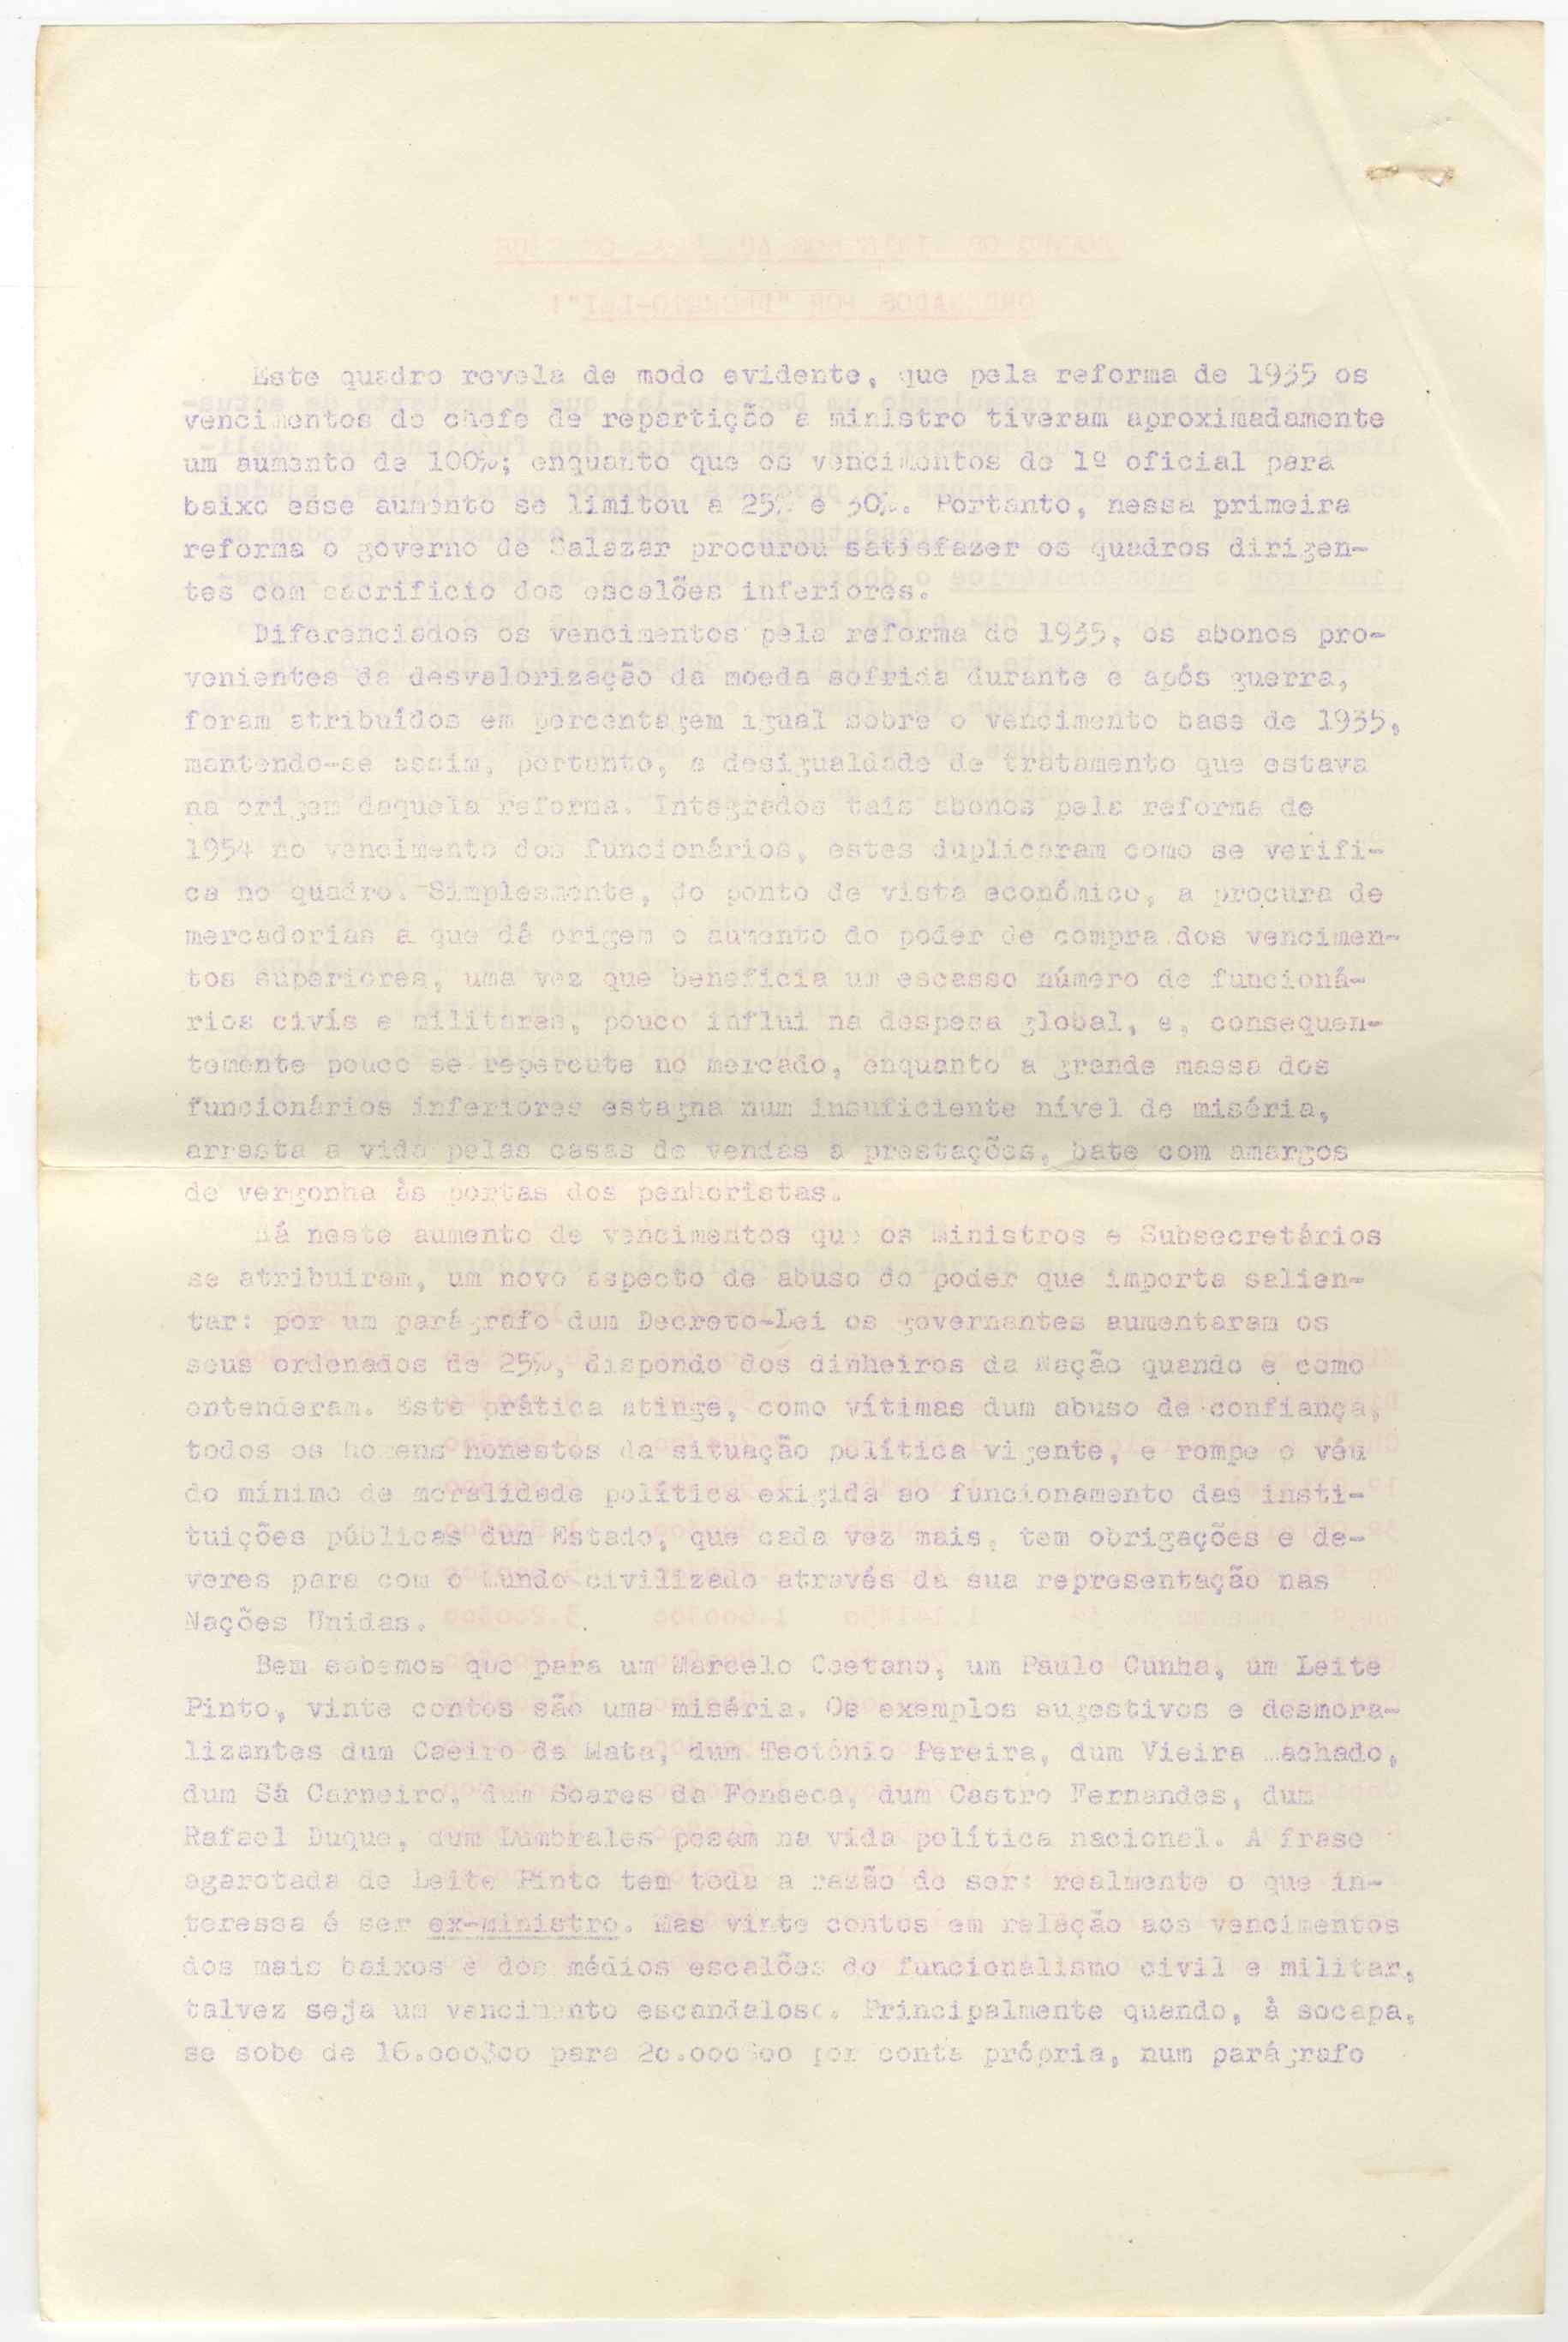 Este quadro revela de modo evidente, que pela reforma de 1935 os
vencimentos de chefe de repartição a ministro tiveram aproximadamente
um aumento de 100%; enquanto que os vencimentos de 1º oficial para
baixo esse aumento se limitou a 25% e 30%. Portanto, nessa primeira
reforma o governo de Salazar procurou satisfazer os quadros dirigen-
tes com sacrificio dos escalões inferiores.
Diferenciados os vencimentos pela reforma de 1935, os abonos pro-
venientes da desvalorização da moeda sofrida durante e após guerra,
foram atribuídos em percentagem igual sobre o vencimento base de 1935,
mantendo-se assim, portanto, a desigualdade de tratamento que estava
na origem daquela reforma. Integrados tais abonos pela reforma de
1954 no vencimento dos funcionários, estes duplicaram como se verifi-
ca no quadro. Simplesmente, do ponto de vista económico, a procura de
mercadorias a que dá origem o aumento do poder de compra dos vencimen-
tos superiores, uma vez que beneficia um escasso número de funcioná-
rios civís e militares, pouco influi na despesa global, e, consequen-
temente pouco se repercute no mercado, enquanto a grande massa dos
funcionários inferiores estagna num insuficiente nível de miséria,
arrasta a vida pelas casas de vendas a prestações, bate com amargos
de vergonha às portas dos penhoristas.
Há neste aumento de vencimentos que os Ministros e Subsecretários
se atribuiram, um novo aspecto de abuso do poder que importa salien-
tar: por um parágrafo dum Decreto-Lei os governantes aumentaram os
seus ordenados de 25%, dispondo dos dinheiros da Nação quando e como
entenderam. Esta prática atinge, como vítimas dum abuso de confiança,
todos os homens honestos da situação política vigente, e rompe o véu
do mínimo de moralidade política exigida ao funcionamento das insti-
tuições públicas dum Estado, que cada vez mais, tem obrigações e de-
veres para com o Mundo civilizado através da sua representação nas
Nações Unidas.
Bem sabemos que para um Marcelo Caetano, um Paulo Cunha, um Leite
Pinto, vinte contos são uma miséria. Os exemplos sugestivos e desmora-
lizantes dum Caeiro da Mata, dum Teotónio Pereira, dum Vieira Machado,
dum Sá Carneiro, dum Soares da Fonseca, dum Castro Fernandes, dum
Rafael Duque, dum Lumbrales pesam na vida política nacional. A frase
agarotada de Leite Pinto tem toda a razão de ser: realmente o que in-
teressa é ser ex-ministro. Mas vinte contos em relação aos vencimentos
dos mais baixos e dos médios escalões do funcionalismo civil e militar,
talvez seja um vencimento escandaloso. Principalmente quando, à socapa,
se sobe de 16.000$00 para 20.000$00 por conta própria, num parágrafo